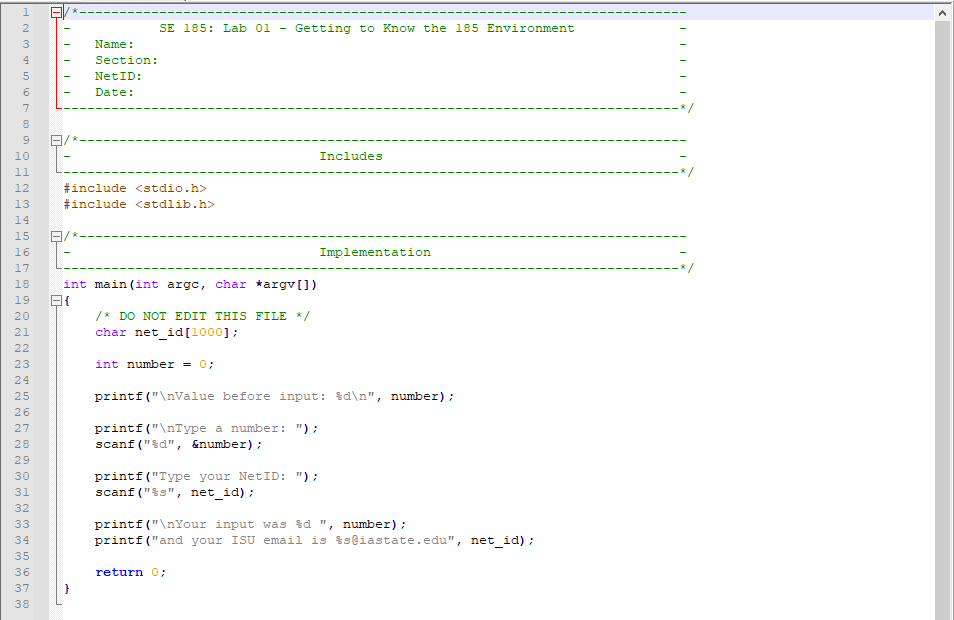 1 /*----------------------------------------------------------------------------
2 -           SE 185: Lab 01 - Getting to Know the 185 Environment             -
3 -   Name:                                                                    -
4 -   Section:                                                                 -
5 -   NetID:                                                                   -
6 -   Date:                                                                    -
7 -----------------------------------------------------------------------------*/
8
9 /*----------------------------------------------------------------------------
10 -                               Includes                                     -
11 -----------------------------------------------------------------------------*/
12 #include <stdio.h>
13 #include <stdlib.h>
14
15 /*----------------------------------------------------------------------------
16 -                               Implementation                               -
17 -----------------------------------------------------------------------------*/
18 int main(int argc, char *argv[])
19 {
20     /* DO NOT EDIT THIS FILE */
21     char net_id[1000];
22
23     int number = 0;
24
25     printf("\nValue before input: %d\n", number);
26
27     printf("\nType a number: ");
28     scanf("%d", &number);
29
30     printf("Type your NetID: ");
31     scanf("%s", net_id);
32
33     printf("\nYour input was %d ", number);
34     printf("and your ISU email is %s@iastate.edu", net_id);
35
36     return 0;
37 }
38